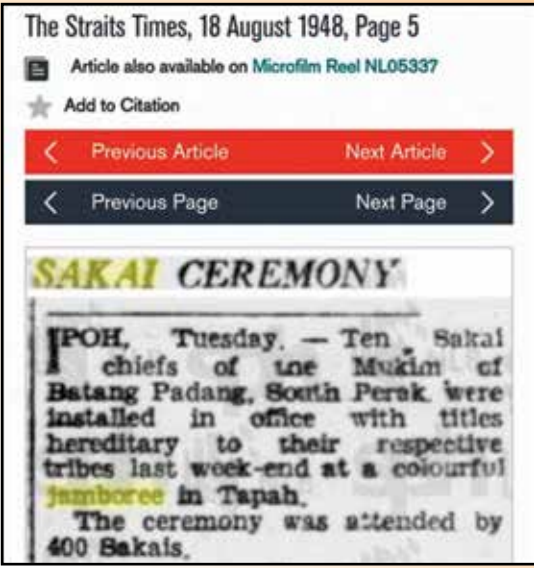 The Straits Times, 18 August 1948, Page 5
Article also available on Microfilm Reel NL05337
Add to Citation
Previous Article Next Article
Previous Page Next Page
SAKAI CEREMONY
IPOH, Tuesday. — Ten Sakai
chiefs of the Mukim of
Batang Padang, South Perak were
installed in office with titles
hereditary to their respective
tribes last week-end at a colourful
jamboree in Tapah.
The ceremony was attended by
400 Sakais.